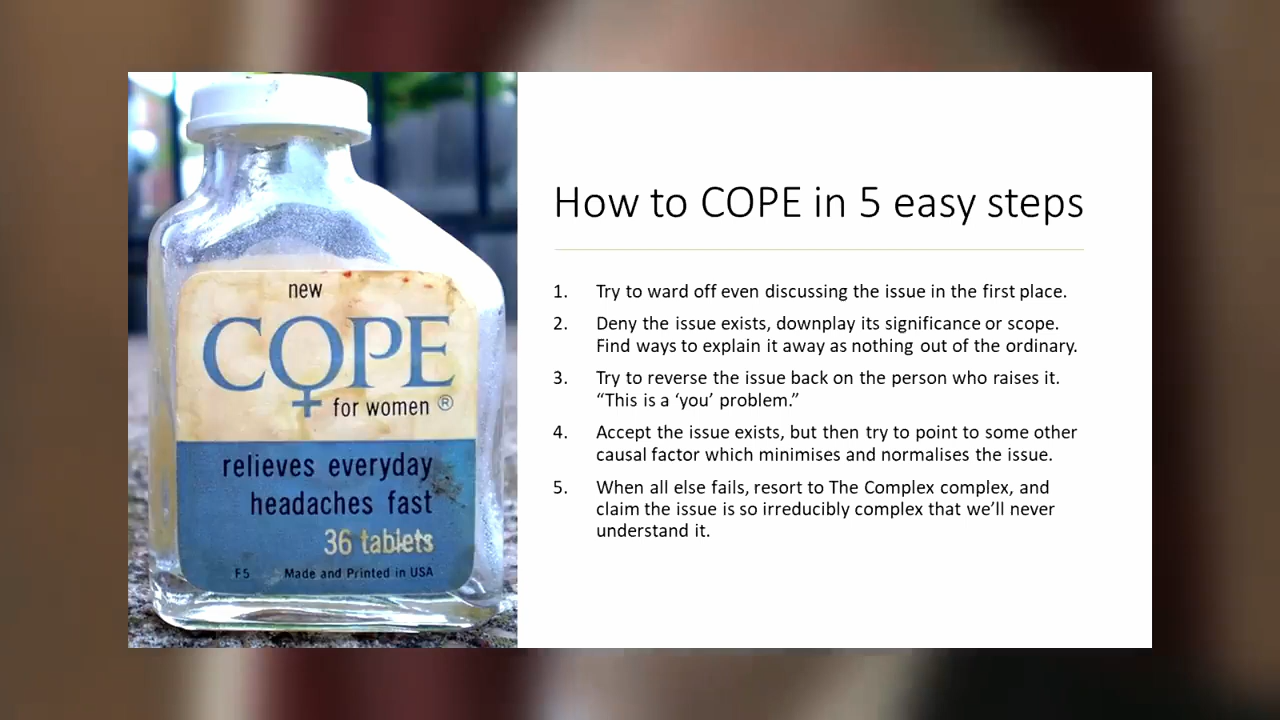 new
COPE
for women ®
relieves everyday
headaches fast
36 tablets
F5 Made and Printed in USA
How to COPE in 5 easy steps
1. Try to ward off even discussing the issue in the first place.
2. Deny the issue exists, downplay its significance or scope.
Find ways to explain it away as nothing out of the ordinary.
3. Try to reverse the issue back on the person who raises it.
“This is a ‘you’ problem.”
4. Accept the issue exists, but then try to point to some other
causal factor which minimises and normalises the issue.
5. When all else fails, resort to The Complex complex, and
claim the issue is so irreducibly complex that we’ll never
understand it.